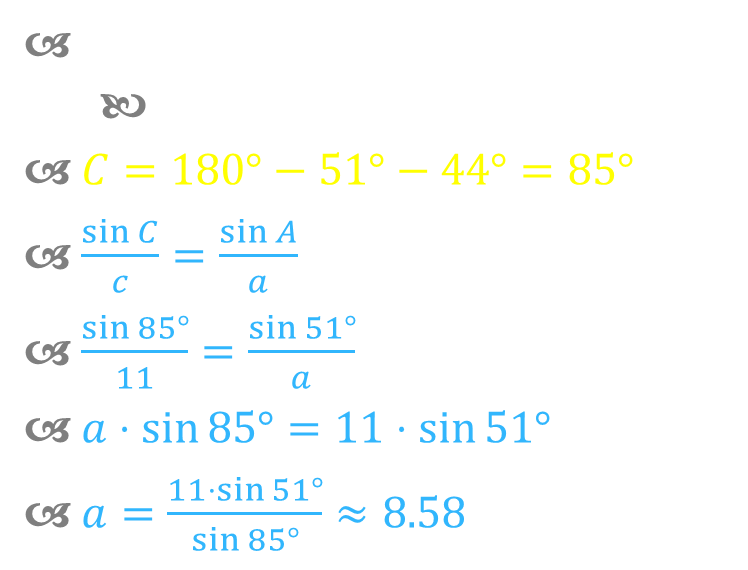 C = 180° − 51° − 44° = 85°
sin C / c = sin A / a
sin 85° / 11 = sin 51° / a
a · sin 85° = 11 · sin 51°
a = 11·sin 51° / sin 85° ≈ 8.58